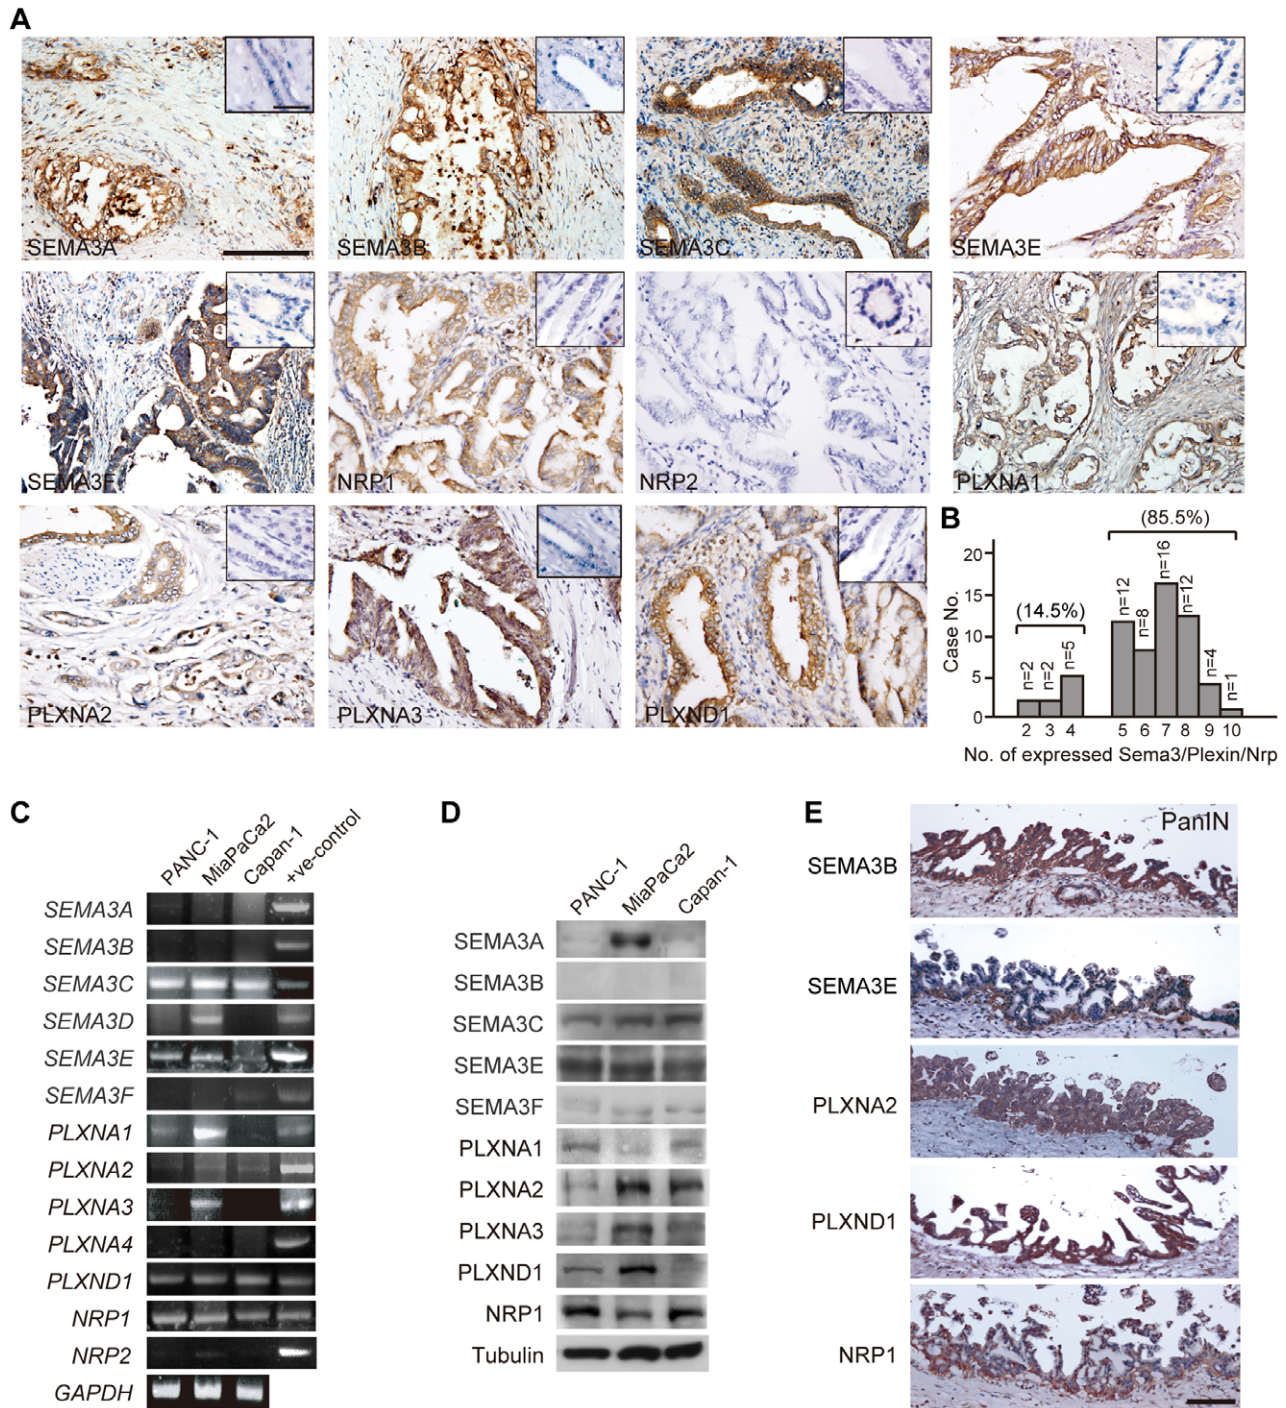 A
SEMA3A
SEMA3B
SEMA3C
SEMA3E
SEMA3F
NRP1
NRP2
PLXNA1
PLXNA2
PLXNA3
PLXND1
B
(85.5%)
(14.5%)
Case No.
20
15
10
5
0
n=2
n=2
n=5
n=12
n=8
n=16
n=12
n=4
n=1
2 3 4 5 6 7 8 9 10
No. of expressed Sema3/Plexin/Nrp
C
PANC-1
MiaPaCa2
Capan-1
+ve-control
SEMA3A
SEMA3B
SEMA3C
SEMA3D
SEMA3E
SEMA3F
PLXNA1
PLXNA2
PLXNA3
PLXNA4
PLXND1
NRP1
NRP2
GAPDH
D
PANC-1
MiaPaCa2
Capan-1
SEMA3A
SEMA3B
SEMA3C
SEMA3E
SEMA3F
PLXNA1
PLXNA2
PLXNA3
PLXND1
NRP1
Tubulin
E
PanIN
SEMA3B
SEMA3E
PLXNA2
PLXND1
NRP1